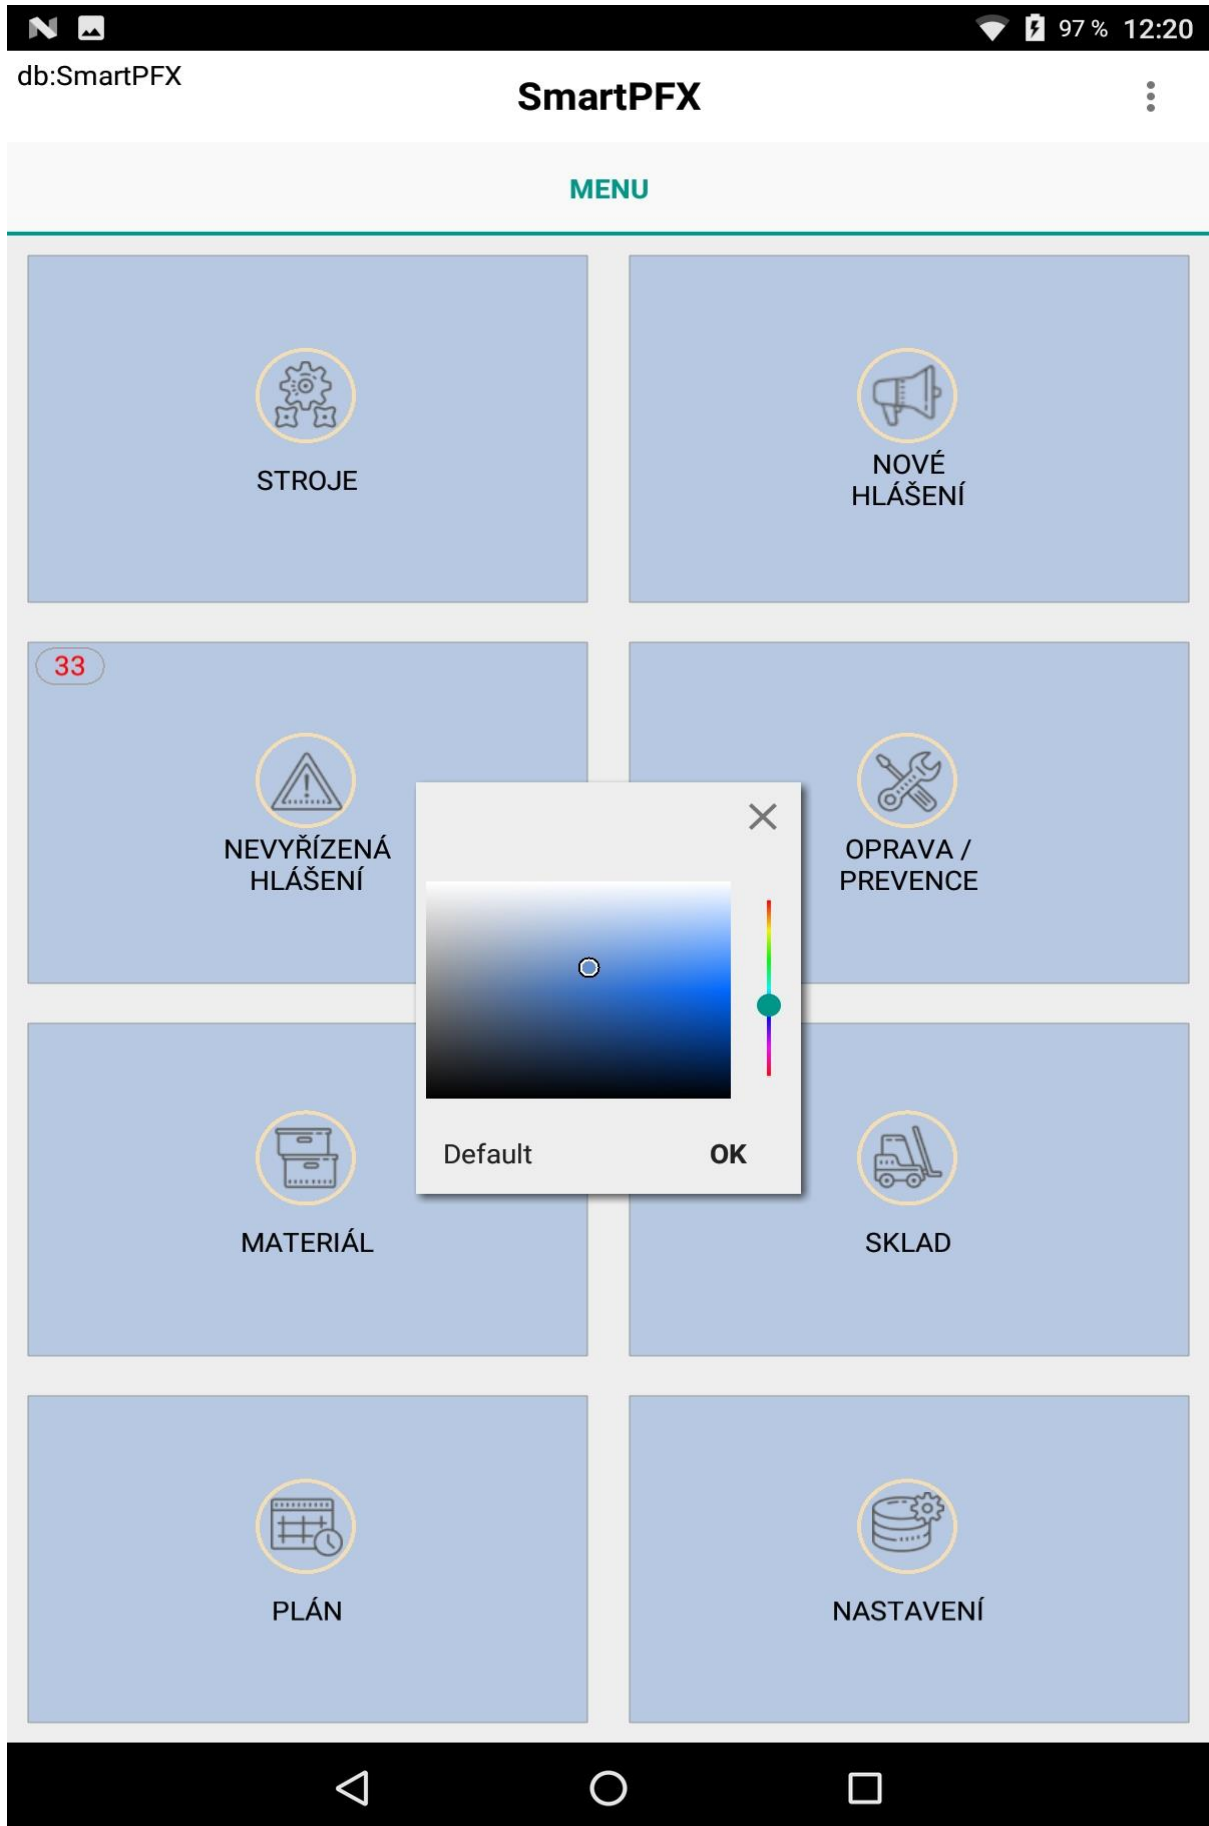 97 % 12:20
db:SmartPFX
SmartPFX
MENU
STROJE
NOVÉ
HLÁŠENÍ
33
NEVYŘÍZENÁ
HLÁŠENÍ
OPRAVA /
PREVENCE
Default
OK
MATERIÁL
SKLAD
PLÁN
NASTAVENÍ